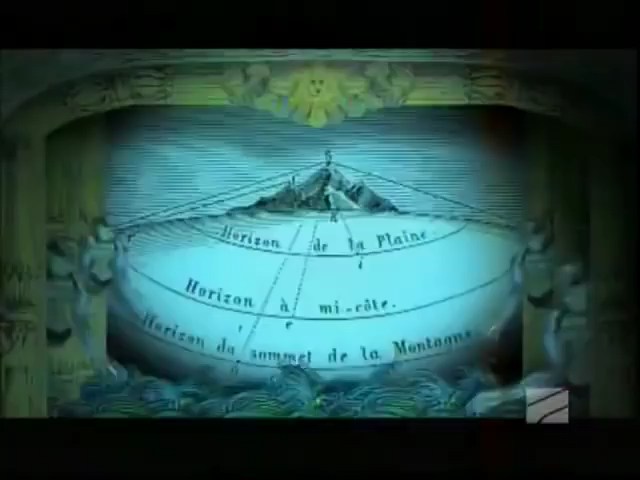 Horizon de la Plaine.
Horizon à mi-côte.
Horizon du sommet de la Montagne